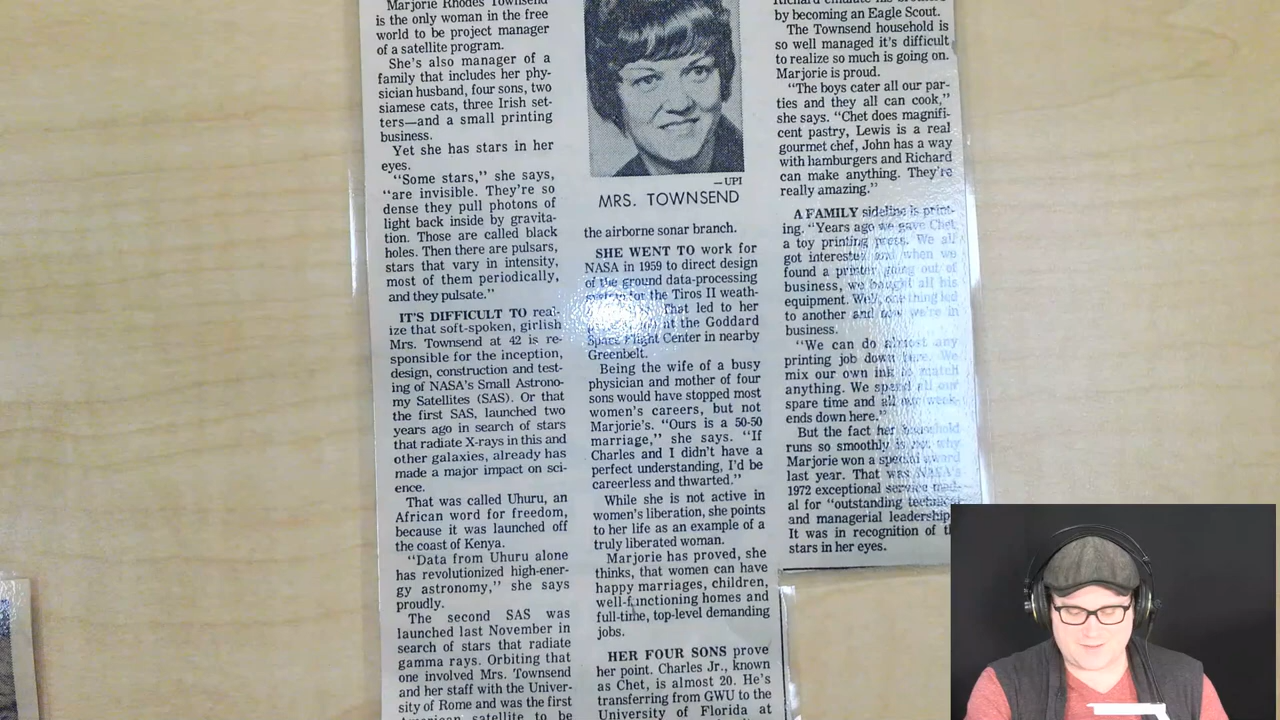 Marjorie Rhodes Townsend
is the only woman in the free
world to be project manager
of a satellite program.
She's also manager of a
family that includes her phy-
sician husband, four sons, two
siamese cats, three Irish set-
ters—and a small printing
business.
Yet she has stars in her
eyes.
"Some stars," she says,
"are invisible. They're so
dense they pull photons of
light back inside by gravita-
tion. Those are called black
holes. Then there are pulsars,
stars that vary in intensity,
most of them periodically,
and they pulsate."
IT'S DIFFICULT TO real-
ize that soft-spoken, girlish
Mrs. Townsend at 42 is re-
sponsible for the inception,
design, construction and test-
ing of NASA's Small Astrono-
my Satellites (SAS). Or that
the first SAS, launched two
years ago in search of stars
that radiate X-rays in this and
other galaxies, already has
made a major impact on sci-
ence.
That was called Uhuru, an
African word for freedom,
because it was launched off
the coast of Kenya.
"Data from Uhuru alone
has revolutionized high-ener-
gy astronomy," she says
proudly.
The second SAS was
launched last November in
search of stars that radiate
gamma rays. Orbiting that
one involved Mrs. Townsend
and her staff with the Univer-
sity of Rome and was the first
American satellite to be
—UPI
MRS. TOWNSEND
the airborne sonar branch.
SHE WENT TO work for
NASA in 1959 to direct design
of the ground data-processing
system for the Tiros II weath-
That led to her
at the Goddard
Space Flight Center in nearby
Greenbelt.
Being the wife of a busy
physician and mother of four
sons would have stopped most
women's careers, but not
Marjorie's. "Ours is a 50-50
marriage," she says. "If
Charles and I didn't have a
perfect understanding, I'd be
careerless and thwarted."
While she is not active in
women's liberation, she points
to her life as an example of a
truly liberated woman.
Marjorie has proved, she
thinks, that women can have
happy marriages, children,
well-functioning homes and
full-time, top-level demanding
jobs.
HER FOUR SONS prove
her point. Charles Jr., known
as Chet, is almost 20. He's
transferring from GWU to the
University of Florida at
Richard emulate his brothers
by becoming an Eagle Scout.
The Townsend household is
so well managed it's difficult
to realize so much is going on.
Marjorie is proud.
"The boys cater all our par-
ties and they all can cook,"
she says. "Chet does magnifi-
cent pastry, Lewis is a real
gourmet chef, John has a way
with hamburgers and Richard
can make anything. They're
really amazing."
A FAMILY sideline is print-
ing. "Years ago we gave Chet
a toy printing press. We all
got interested and when we
found a printer going out of
business, we bought all his
equipment. Well, one thing led
to another and now we're in
business.
"We can do almost any
printing job down here. We
mix our own ink to match
anything. We spend all our
spare time and all our week-
ends down here."
But the fact her household
runs so smoothly is not why
Marjorie won a special award
last year. That was NASA's
1972 exceptional service med-
al for "outstanding technical
and managerial leadership.
It was in recognition of
stars in her eyes.